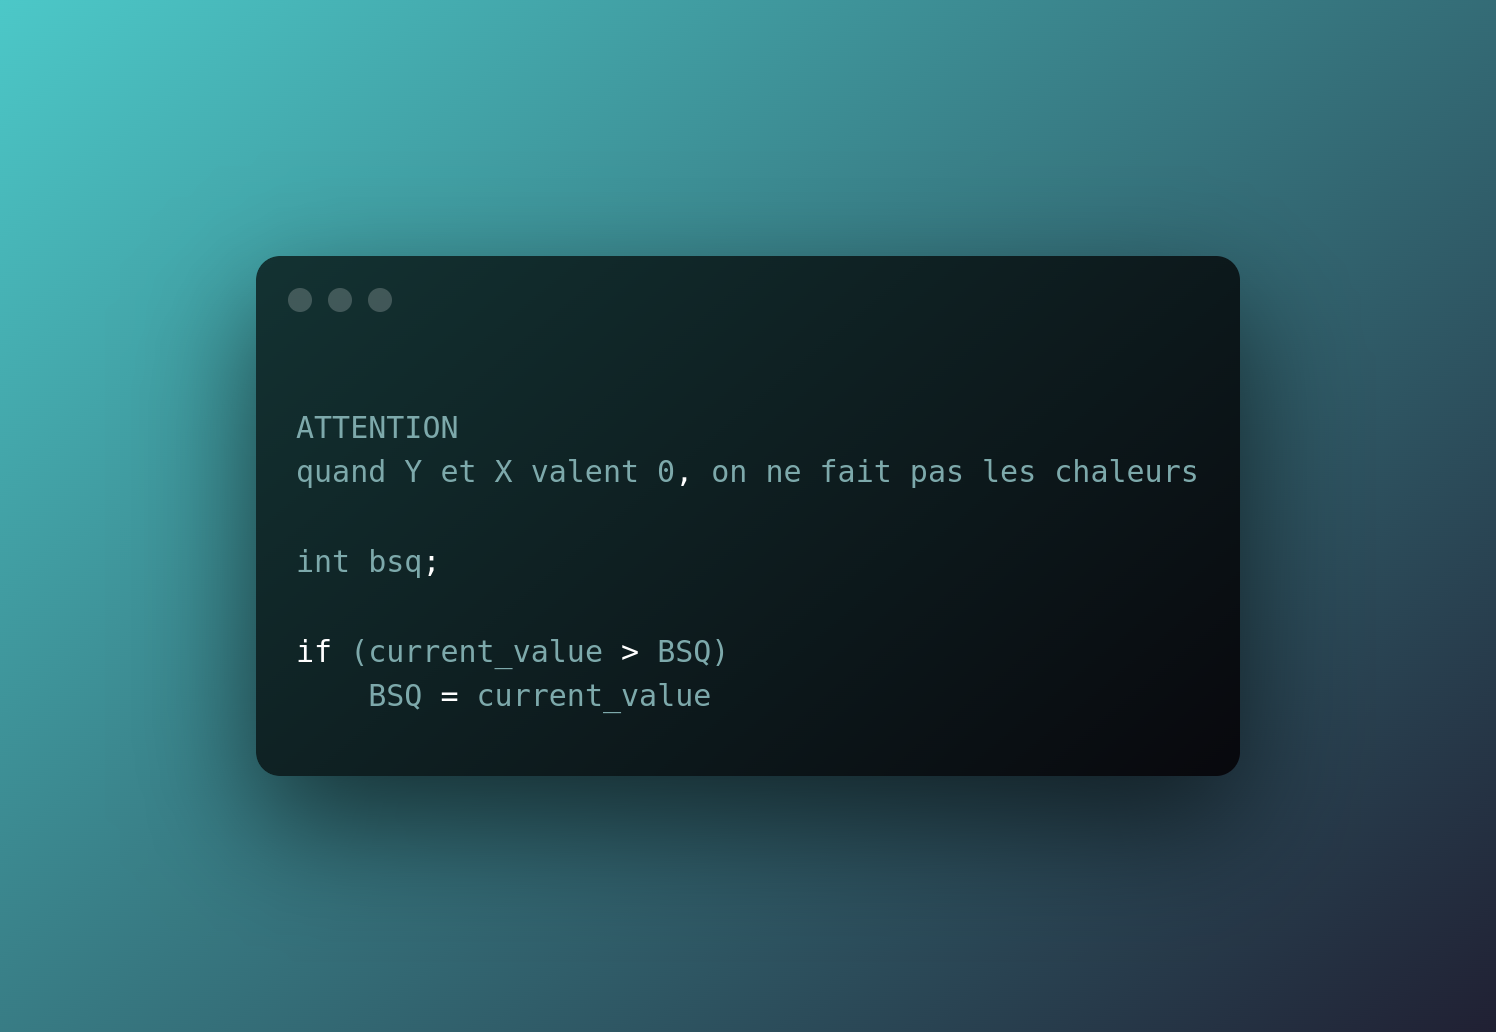 ATTENTION
quand Y et X valent 0, on ne fait pas les chaleurs
int bsq;
if (current_value > BSQ)
BSQ = current_value